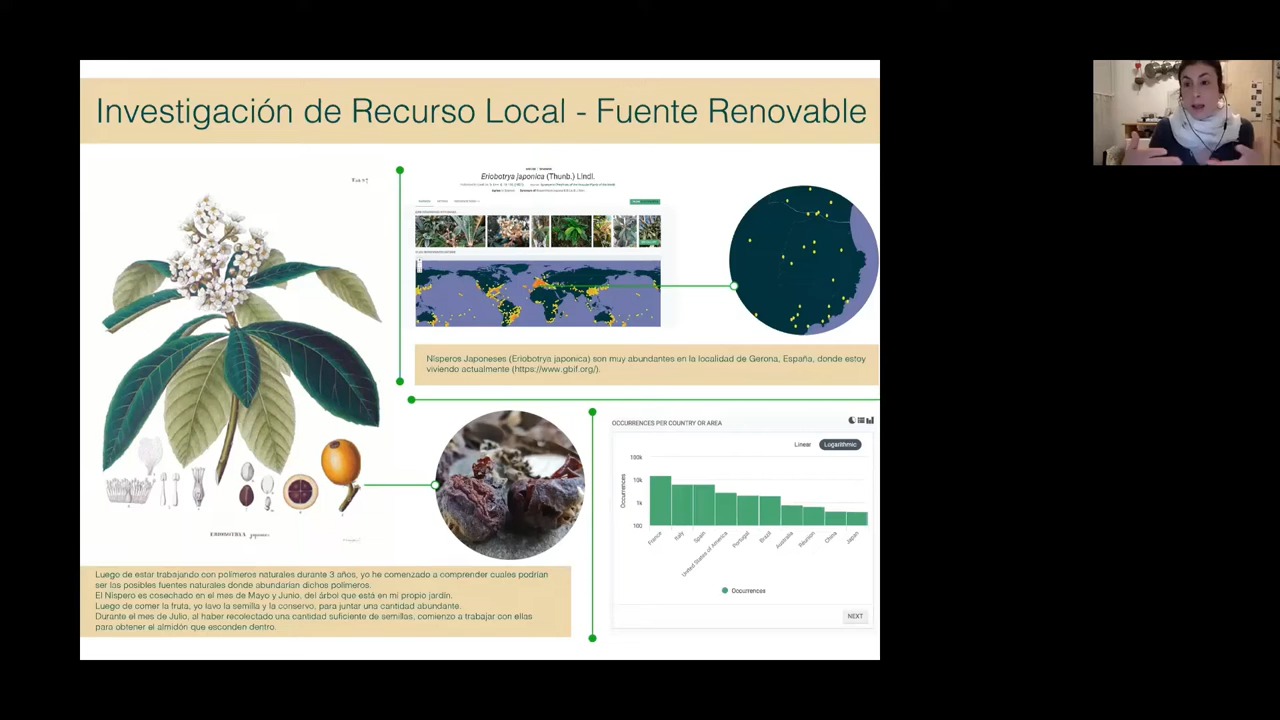 Investigación de Recurso Local - Fuente Renovable
Eriobotrya japonica (Thunb.) Lindl.
Nísperos Japoneses (Eriobotrya japonica) son muy abundantes en la localidad de Gerona, España, donde estoy
viviendo actualmente (https://www.gbif.org/).
ERIOBOTRYA japonica
Luego de estar trabajando con polímeros naturales durante 3 años, yo he comenzado a comprender cuales podrían
ser las posibles fuentes naturales donde abundarían dichos polímeros.
El Níspero es cosechado en el mes de Mayo y Junio, del árbol que está en mi propio jardín.
Luego de comer la fruta, yo lavo la semilla y la conservo, para juntar una cantidad abundante.
Durante el mes de Julio, al haber recolectado una cantidad suficiente de semillas, comienzo a trabajar con ellas
para obtener el almidón que esconden dentro.
OCCURRENCES PER COUNTRY OR AREA
Linear
Logarithmic
Occurrences
100k
10k
1k
100
France
Italy
Spain
United States of America
Portugal
Brazil
Australia
Réunion
China
Japan
Occurrences
NEXT